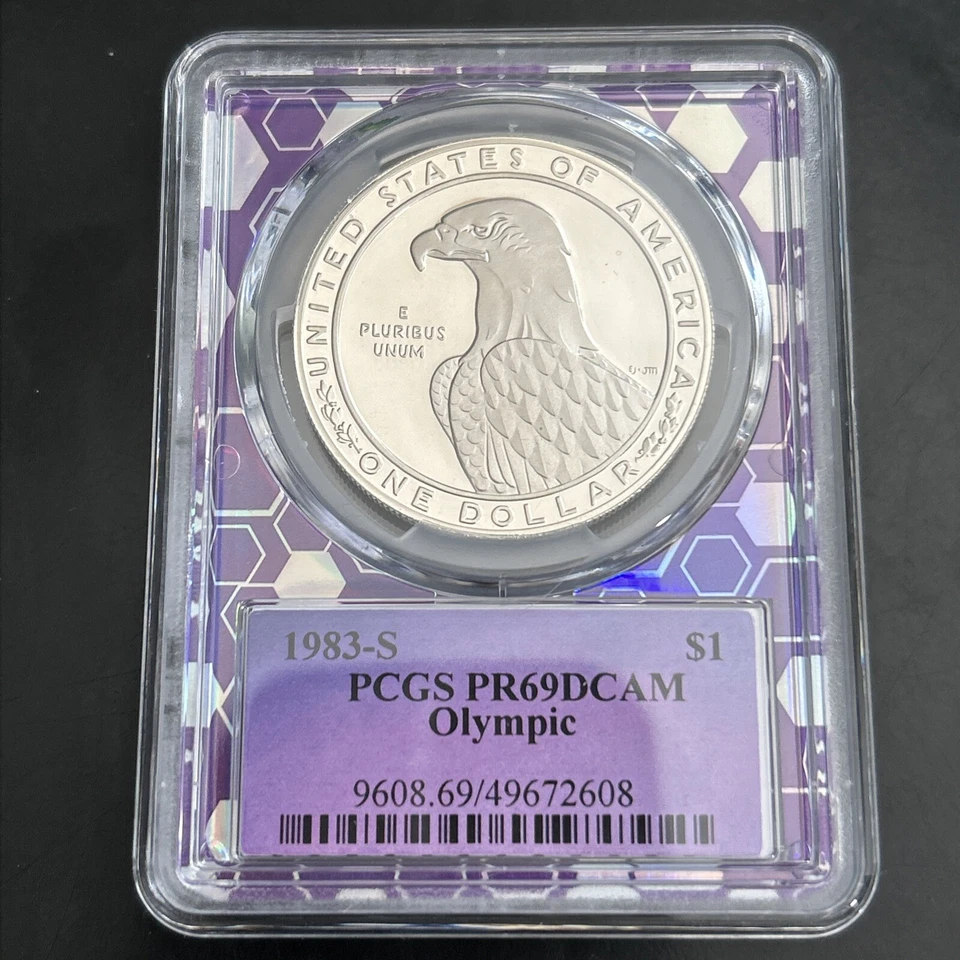 UNITED STATES OF AMERICA
E
PLURIBUS
UNUM
ONE DOLLAR
1983-S $1
PCGS PR69DCAM
Olympic
9608.69/49672608